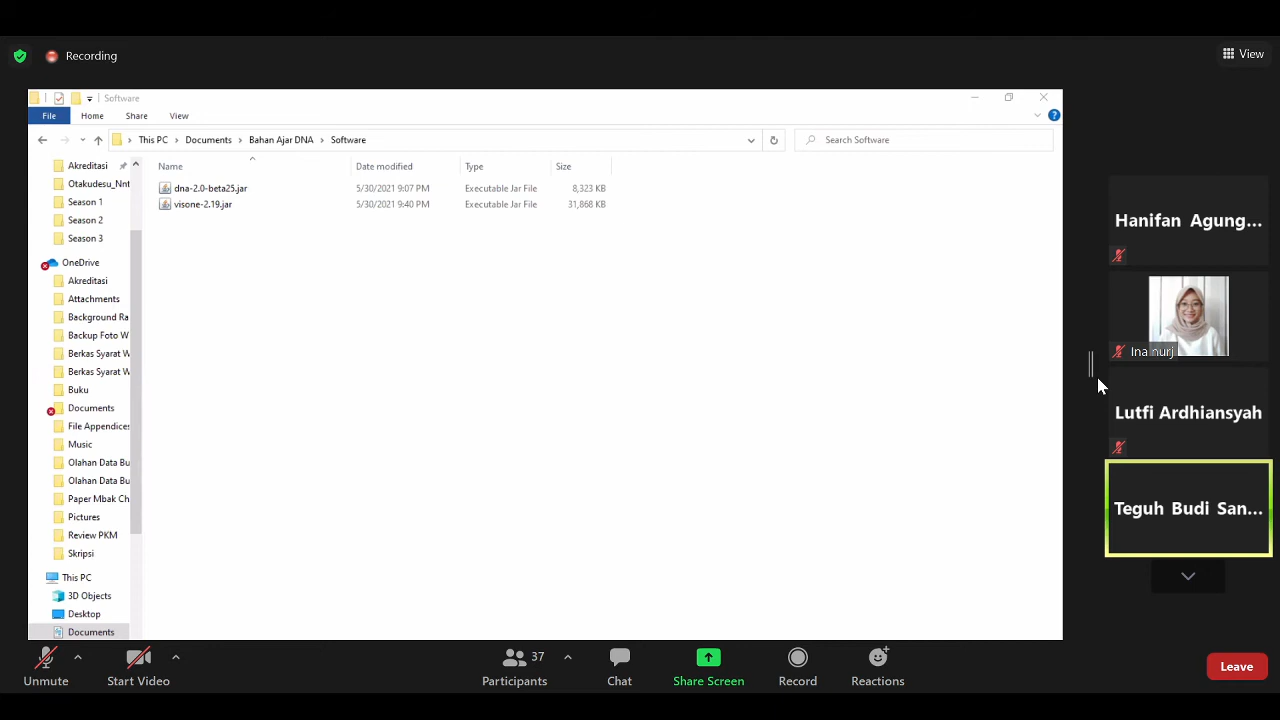 Recording
View
Software
File
Home
Share
View
This PC
Documents
Bahan Ajar DNA
Software
Search Software
Name
Date modified
Type
Size
dna-2.0-beta25.jar
5/30/2021 9:07 PM
Executable Jar File
8,323 KB
visone-2.19.jar
5/30/2021 9:40 PM
Executable Jar File
31,868 KB
Akreditasi
Otakudesu_Nnt
Season 1
Season 2
Season 3
OneDrive
Akreditasi
Attachments
Background Ra
Backup Foto W
Berkas Syarat W
Berkas Syarat W
Buku
Documents
File Appendices
Music
Olahan Data Bu
Olahan Data Bu
Paper Mbak Ch
Pictures
Review PKM
Skripsi
This PC
3D Objects
Desktop
Documents
Hanifan Agung...
Ina nurj
Lutfi Ardhiansyah
Teguh Budi San...
Unmute
Start Video
37
Participants
Chat
Share Screen
Record
Reactions
Leave